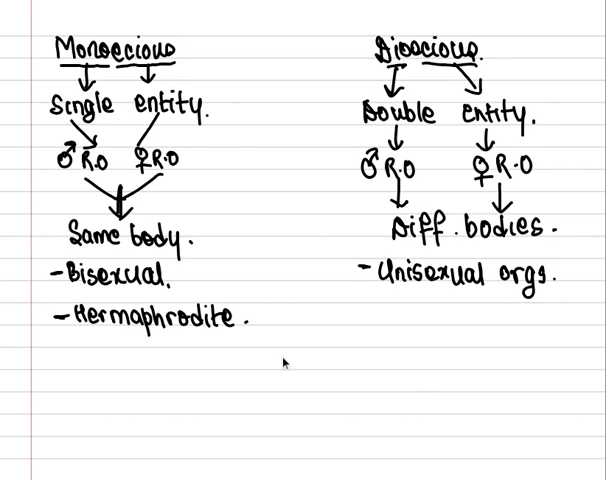 Monoecious
Single entity.
♂ R.O ♀ R.O
Same body.
- Bisexual.
- Hermaphrodite.
Dioecious.
Double Entity.
♂ R.O ♀ R.O
Diff. bodies.
- Unisexual orgs.